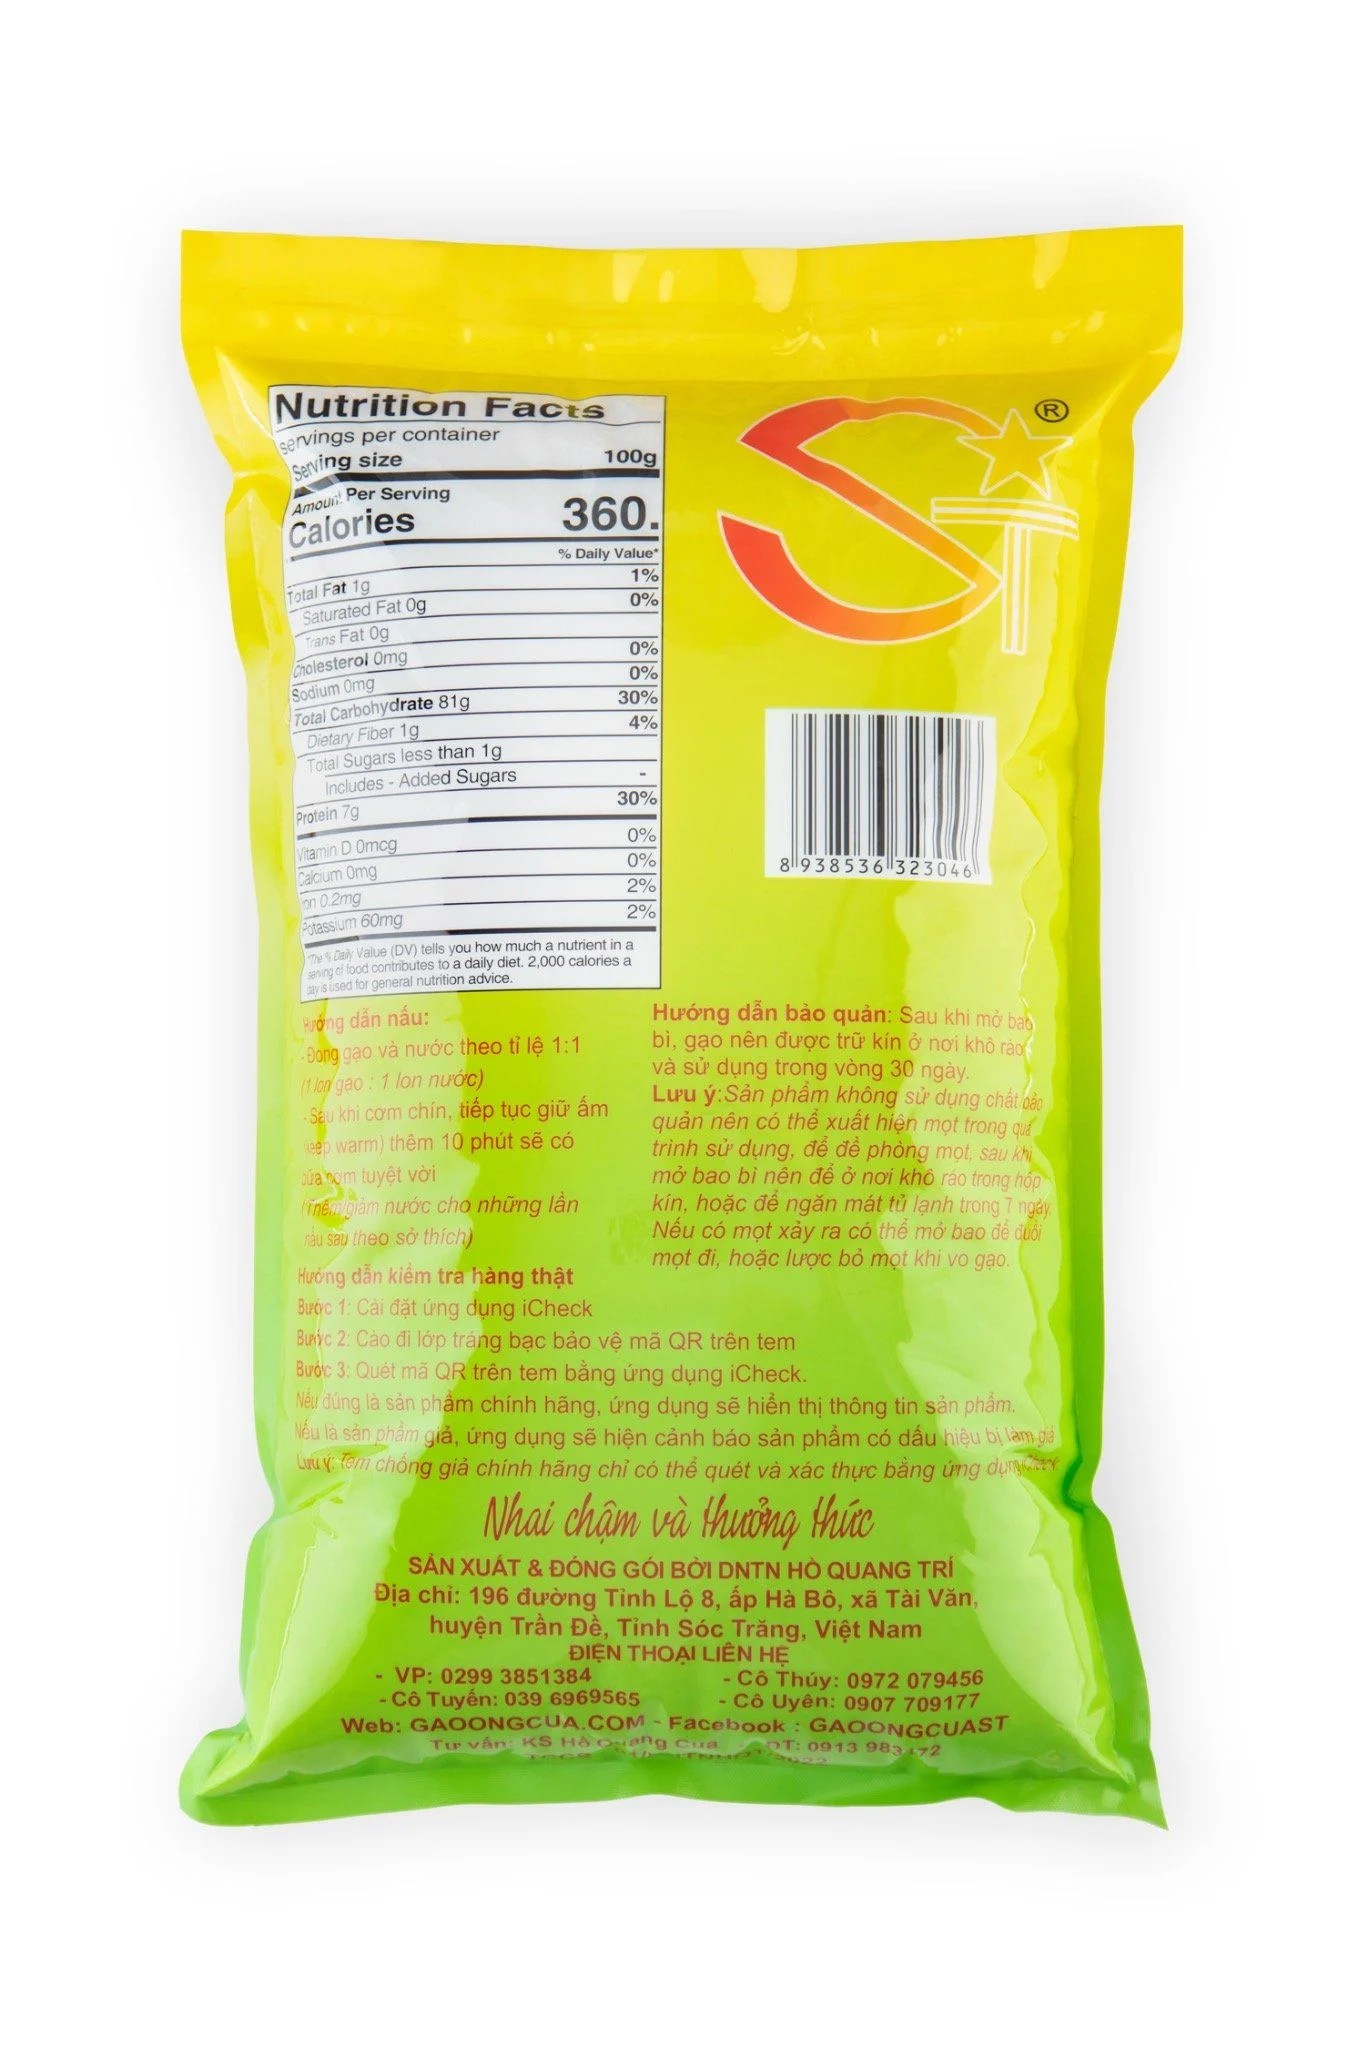 Nutrition Facts
servings per container
Serving size 100g
Amount Per Serving
Calories 360.
% Daily Value*
Total Fat 1g 1%
Saturated Fat 0g 0%
Trans Fat 0g
Cholesterol 0mg 0%
Sodium 0mg 0%
Total Carbohydrate 81g 30%
Dietary Fiber 1g 4%
Total Sugars less than 1g
Includes - Added Sugars -
Protein 7g 30%
Vitamin D 0mcg 0%
Calcium 0mg 0%
Iron 0.2mg 2%
Potassium 60mg 2%
*The % Daily Value (DV) tells you how much a nutrient in a
serving of food contributes to a daily diet. 2,000 calories a
day is used for general nutrition advice.
ST ®
8 938536 323046
Hướng dẫn nấu:
- Đong gạo và nước theo tỉ lệ 1:1
(1 lon gạo : 1 lon nước)
- Sau khi cơm chín, tiếp tục giữ ấm
(keep warm) thêm 10 phút sẽ có
bữa cơm tuyệt vời
(Thêm/giảm nước cho những lần
nấu sau theo sở thích)
Hướng dẫn bảo quản: Sau khi mở bao
bì, gạo nên được trữ kín ở nơi khô ráo
và sử dụng trong vòng 30 ngày.
Lưu ý:Sản phẩm không sử dụng chất bảo
quản nên có thể xuất hiện mọt trong quá
trình sử dụng, để đề phòng mọt, sau khi
mở bao bì nên để ở nơi khô ráo trong hộp
kín, hoặc để ngăn mát tủ lạnh trong 7 ngày
Nếu có mọt xảy ra có thể mở bao để đuổi
mọt đi, hoặc lược bỏ mọt khi vo gạo.
Hướng dẫn kiểm tra hàng thật
Bước 1: Cài đặt ứng dụng iCheck
Bước 2: Cào đi lớp tráng bạc bảo vệ mã QR trên tem
Bước 3: Quét mã QR trên tem bằng ứng dụng iCheck.
Nếu đúng là sản phẩm chính hãng, ứng dụng sẽ hiển thị thông tin sản phẩm.
Nếu là sản phẩm giả, ứng dụng sẽ hiện cảnh báo sản phẩm có dấu hiệu bị làm giả
Lưu ý: Tem chống giả chính hãng chỉ có thể quét và xác thực bằng ứng dụng iCheck.
Nhai chậm và thưởng thức
SẢN XUẤT & ĐÓNG GÓI BỞI DNTN HỒ QUANG TRÍ
Địa chỉ: 196 đường Tỉnh Lộ 8, ấp Hà Bô, xã Tài Văn,
huyện Trần Đề, Tỉnh Sóc Trăng, Việt Nam
ĐIỆN THOẠI LIÊN HỆ
- VP: 0299 3851384 - Cô Thúy: 0972 079456
- Cô Tuyến: 039 6969565 - Cô Uyên: 0907 709177
Web: GAOONGCUA.COM - Facebook : GAOONGCUAST
Tư vấn: KS Hồ Quang Cua - ĐT: 0913 983
TCCS